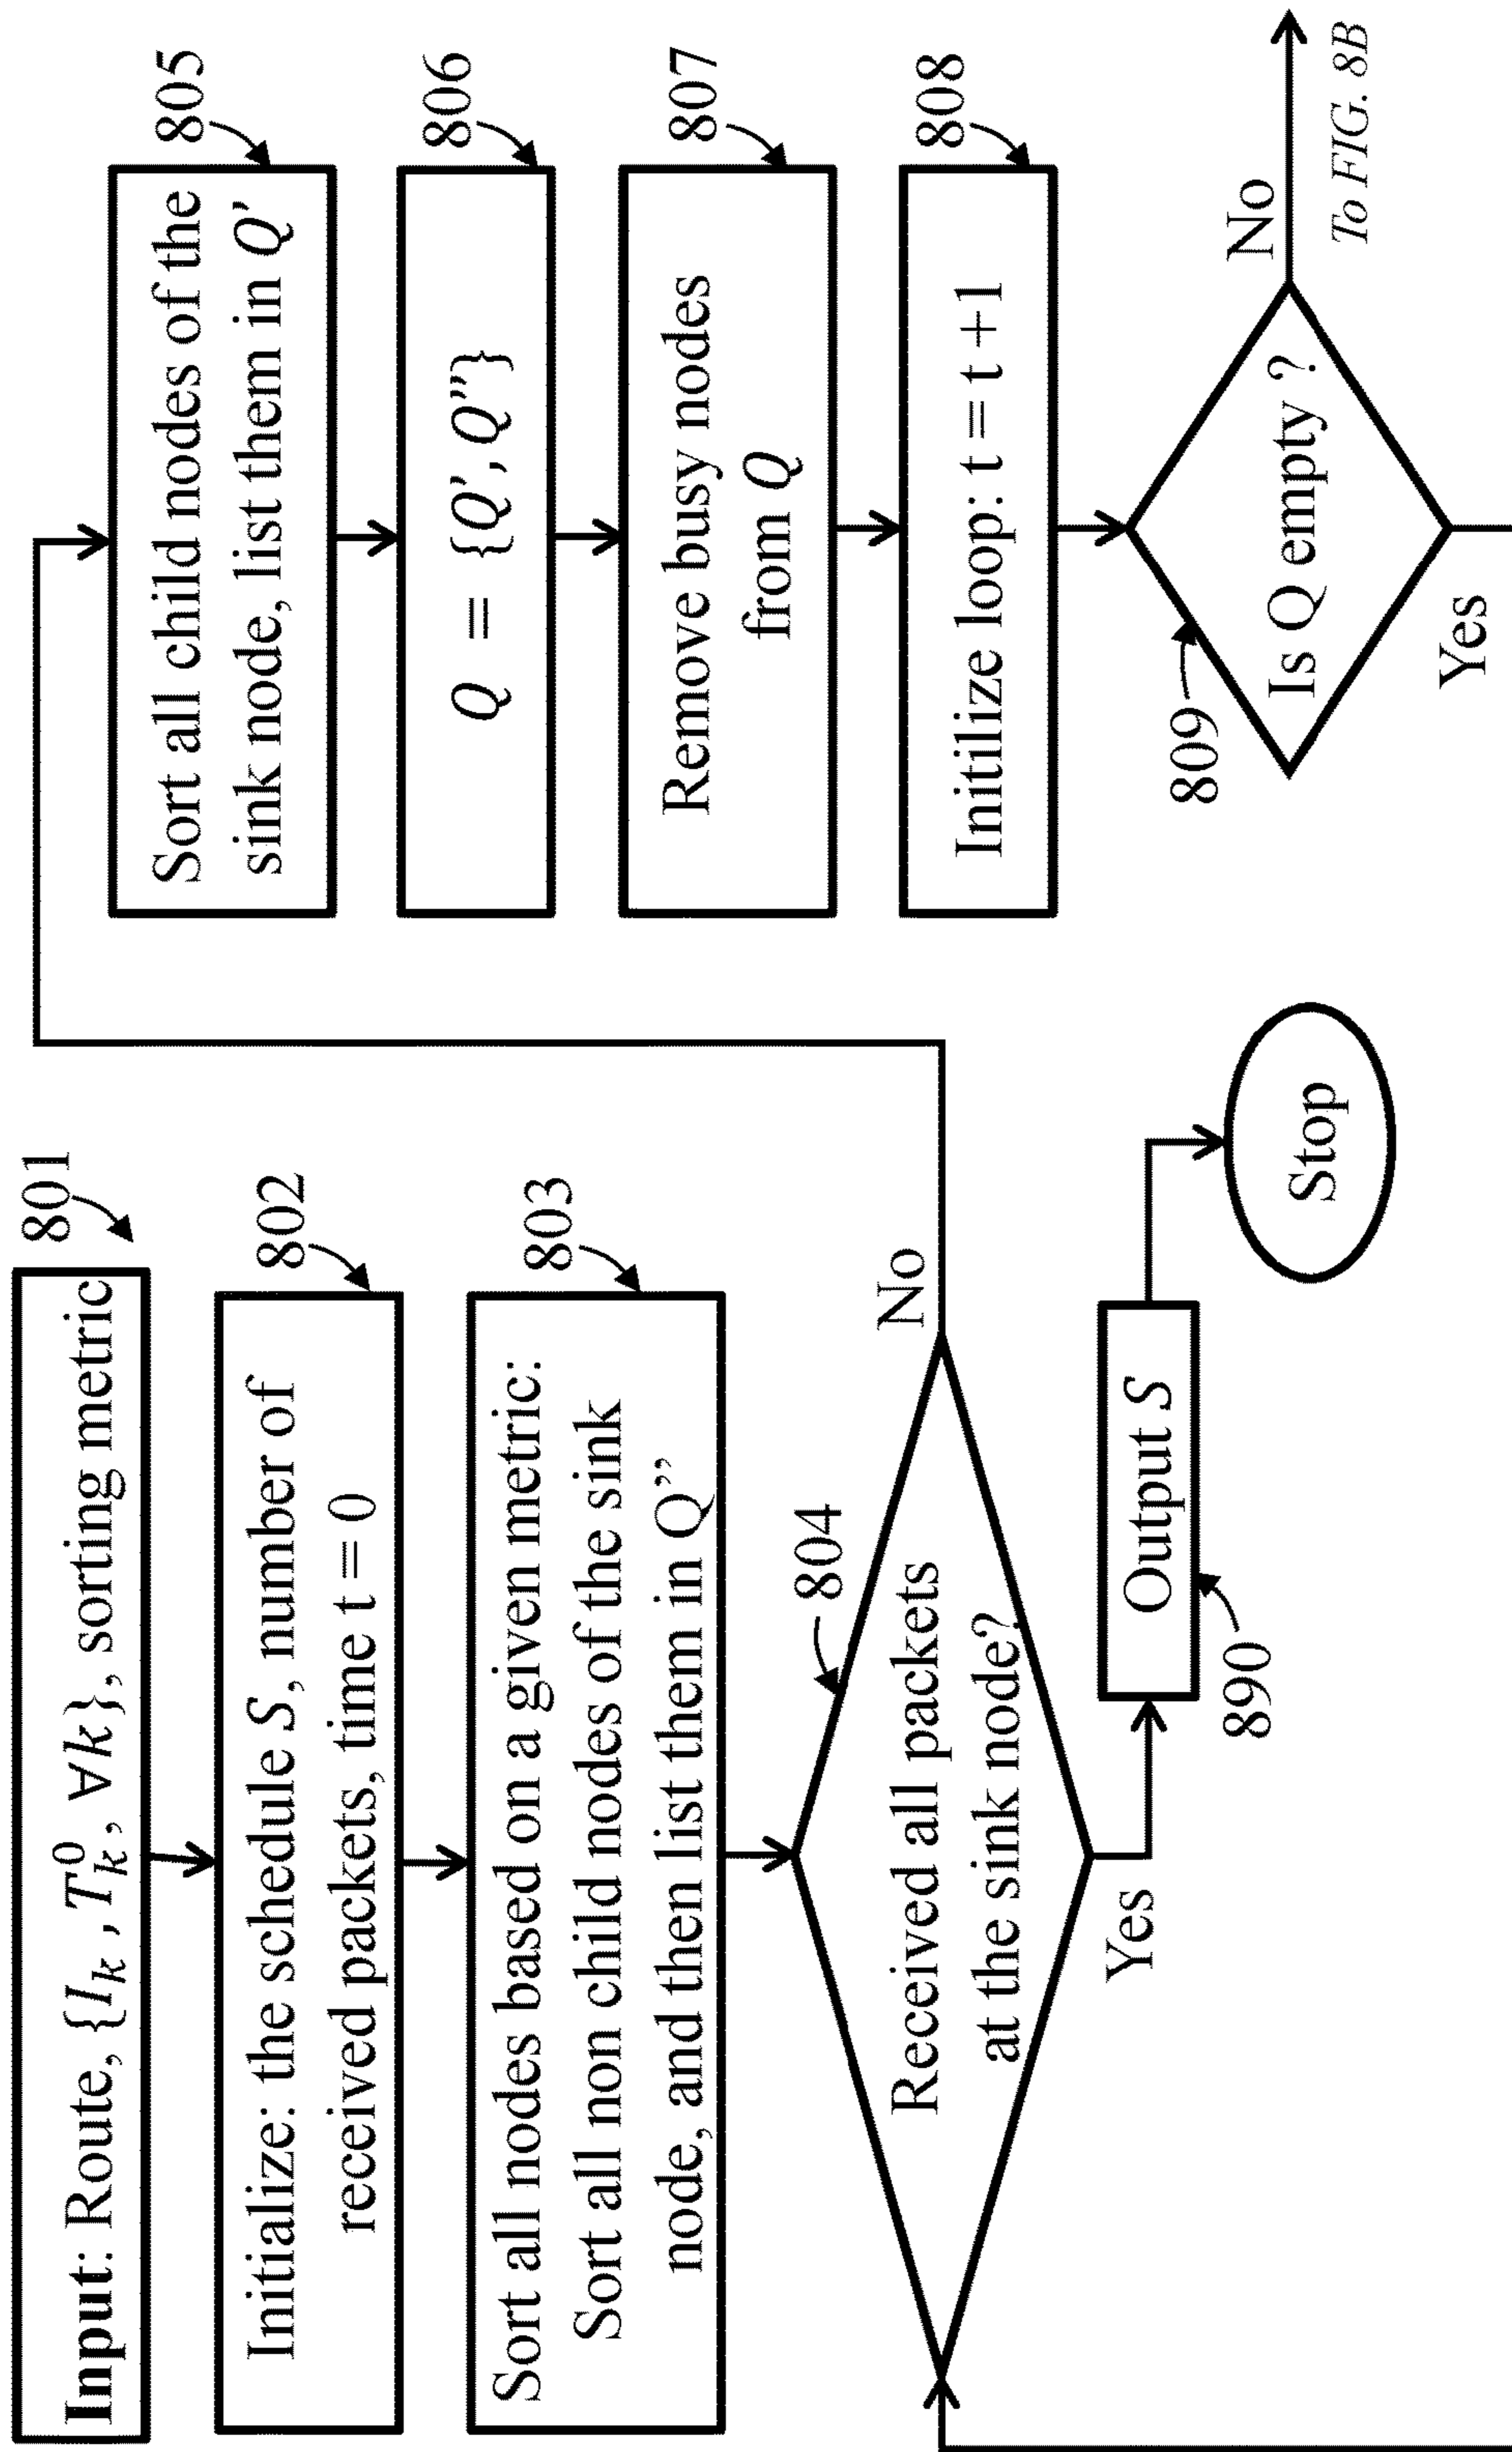 801
Input: Route, {I_k, T_k^0, ∀k}, sorting metric
802
Initialize: the schedule S, number of
received packets, time t = 0
803
Sort all nodes based on a given metric:
Sort all non child nodes of the sink
node, and then list them in Q’’
804
Received all packets
at the sink node?
No
Yes
Output S
890
Stop
805
Sort all child nodes of the
sink node, list them in Q'
806
Q = {Q', Q''}
807
Remove busy nodes
from Q
808
Initilize loop: t = t +1
809
Is Q empty ?
No
To FIG. 8B
Yes